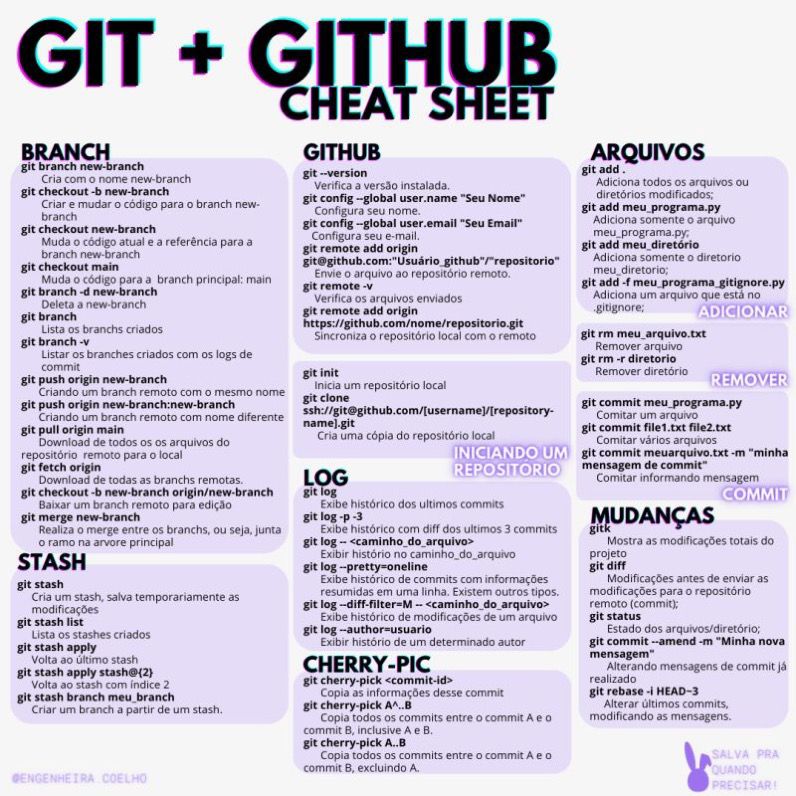 GIT + GITHUB
CHEAT SHEET
BRANCH
git branch new-branch
Cria com o nome new-branch
git checkout -b new-branch
Criar e mudar o código para o branch new-
branch
git checkout new-branch
Muda o código atual e a referência para a
branch new-branch
git checkout main
Muda o código para a branch principal: main
git branch -d new-branch
Deleta a new-branch
git branch
Lista os branchs criados
git branch -v
Listar os branches criados com os logs de
commit
git push origin new-branch
Criando um branch remoto com o mesmo nome
git push origin new-branch:new-branch
Criando um branch remoto com nome diferente
git pull origin main
Download de todos os os arquivos do
repositório remoto para o local
git fetch origin
Download de todas as branchs remotas.
git checkout -b new-branch origin/new-branch
Baixar um branch remoto para edição
git merge new-branch
Realiza o merge entre os branchs, ou seja, junta
o ramo na arvore principal
STASH
git stash
Cria um stash, salva temporariamente as
modificações
git stash list
Lista os stashes criados
git stash apply
Volta ao último stash
git stash apply stash@{2}
Volta ao stash com índice 2
git stash branch meu_branch
Criar um branch a partir de um stash.
@ENGENHEIRA.COELHO
GITHUB
git --version
Verifica a versão instalada.
git config --global user.name "Seu Nome"
Configura seu nome.
git config --global user.email "Seu Email"
Configura seu e-mail.
git remote add origin
git@github.com:"Usuário_github"/"repositorio"
Envie o arquivo ao repositório remoto.
git remote -v
Verifica os arquivos enviados
git remote add origin
https://github.com/nome/repositorio.git
Sincroniza o repositório local com o remoto
git init
Inicia um repositório local
git clone
ssh://git@github.com/[username]/[repository-
name].git
Cria uma cópia do repositório local
INICIANDO UM
REPOSITÓRIO
LOG
git log
Exibe histórico dos ultimos commits
git log -p -3
Exibe histórico com diff dos ultimos 3 commits
git log -- <caminho_do_arquivo>
Exibir histório no caminho_do_arquivo
git log --pretty=oneline
Exibe histórico de commits com informações
resumidas em uma linha. Existem outros tipos.
git log --diff-filter=M -- <caminho_do_arquivo>
Exibe histórico de modificações de um arquivo
git log --author=usuario
Exibir histório de um determinado autor
CHERRY-PIC
git cherry-pick <commit-id>
Copia as informações desse commit
git cherry-pick A^..B
Copia todos os commits entre o commit A e o
commit B, inclusive A e B.
git cherry-pick A..B
Copia todos os commits entre o commit A e o
commit B, excluindo A.
ARQUIVOS
git add .
Adiciona todos os arquivos ou
diretórios modificados;
git add meu_programa.py
Adiciona somente o arquivo
meu_programa.py;
git add meu_diretório
Adiciona somente o diretorio
meu_diretorio;
git add -f meu_programa_gitignore.py
Adiciona um arquivo que está no
.gitignore;
ADICIONAR
git rm meu_arquivo.txt
Remover arquivo
git rm -r diretorio
Remover diretório
REMOVER
git commit meu_programa.py
Comitar um arquivo
git commit file1.txt file2.txt
Comitar vários arquivos
git commit meuarquivo.txt -m "minha
mensagem de commit"
Comitar informando mensagem
COMMIT
MUDANÇAS
gitk
Mostra as modificações totais do
projeto
git diff
Modificações antes de enviar as
modificações para o repositório
remoto (commit);
git status
Estado dos arquivos/diretório;
git commit --amend -m "Minha nova
mensagem"
Alterando mensagens de commit já
realizado
git rebase -i HEAD~3
Alterar últimos commits,
modificando as mensagens.
SALVA PRA
QUANDO
PRECISAR!